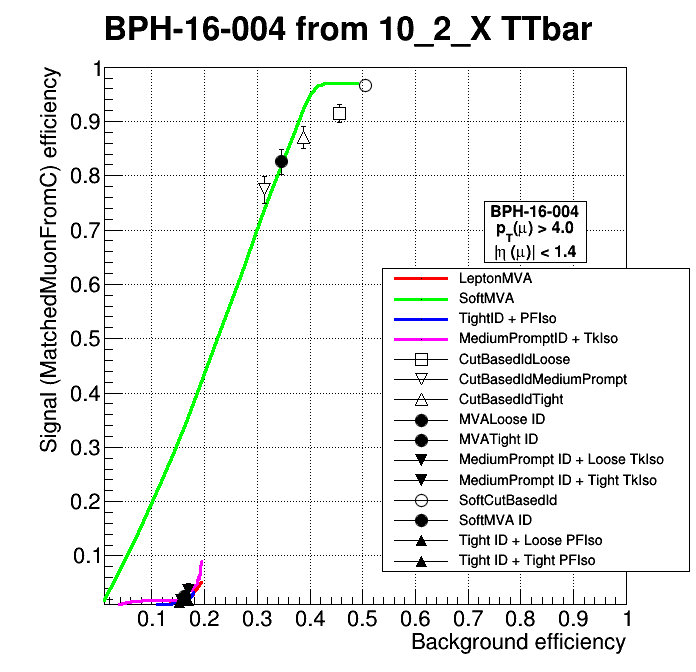 BPH-16-004 from 10_2_X TTbar
Signal (MatchedMuonFromC) efficiency
1
0.9
0.8
0.7
0.6
0.5
0.4
0.3
0.2
0.1
BPH-16-004
pT(μ) > 4.0
|η (μ)| < 1.4
LeptonMVA
SoftMVA
TightID + PFIso
MediumPromptID + TkIso
CutBasedIdLoose
CutBasedIdMediumPrompt
CutBasedIdTight
MVALoose ID
MVATight ID
MediumPrompt ID + Loose TkIso
MediumPrompt ID + Tight TkIso
SoftCutBasedId
SoftMVA ID
Tight ID + Loose PFIso
Tight ID + Tight PFIso
0.1 0.2 0.3 0.4 0.5 0.6 0.7 0.8 0.9 1
Background efficiency